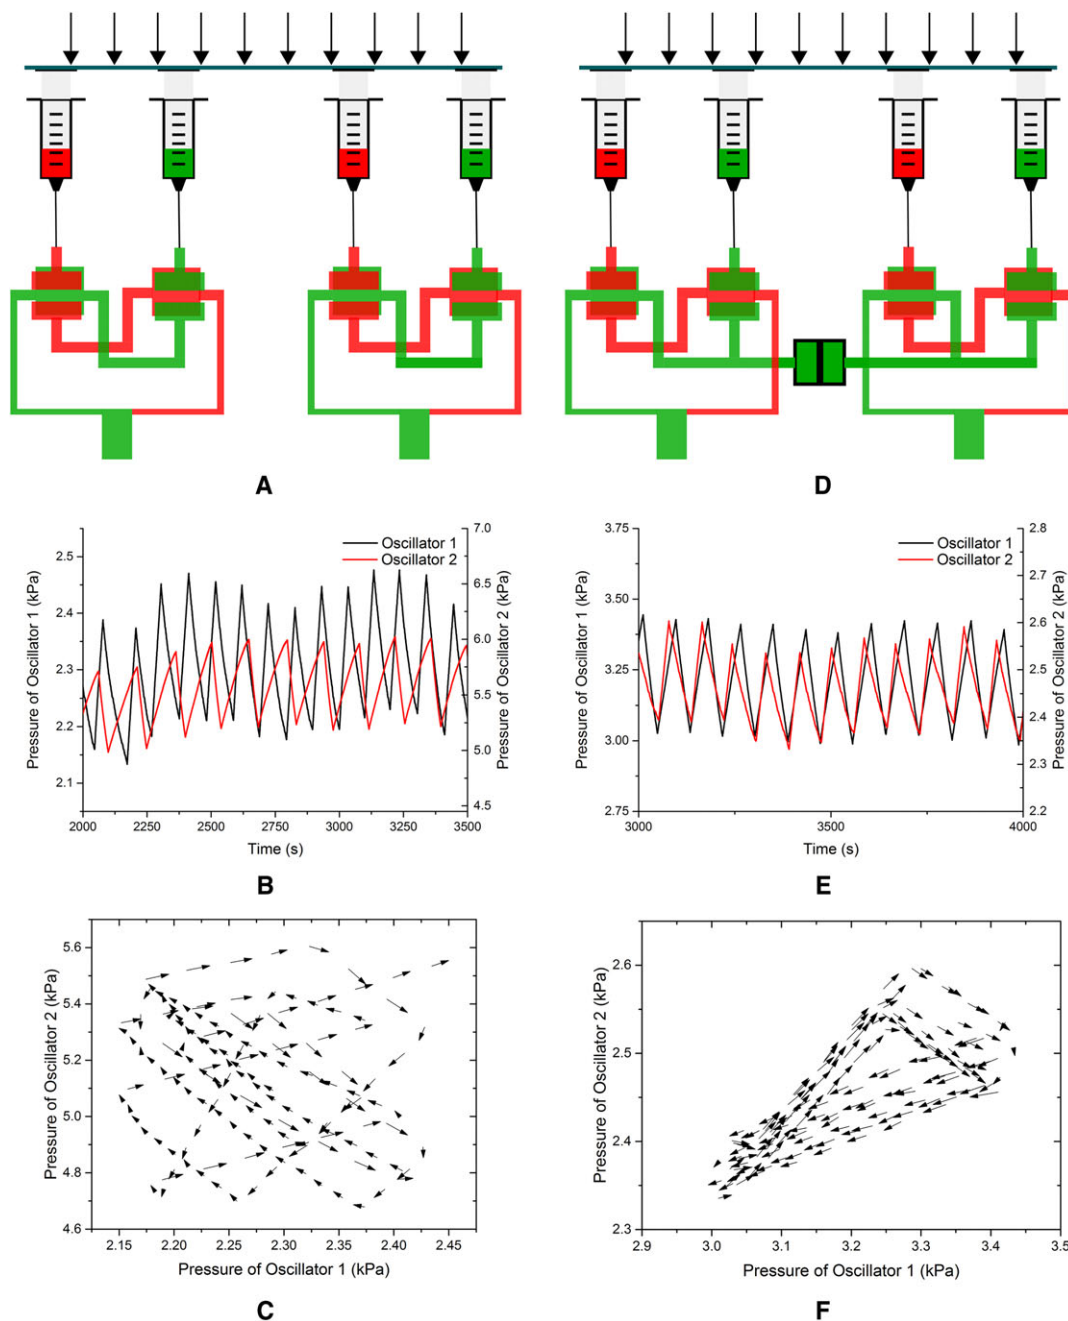 A
D
Pressure of Oscillator 1 (kPa)
2.5
2.4
2.3
2.2
2.1
7.0
6.5
6.0
5.5
5.0
4.5
Pressure of Oscillator 2 (kPa)
Oscillator 1
Oscillator 2
2000 2250 2500 2750 3000 3250 3500
Time (s)
B
Pressure of Oscillator 1 (kPa)
3.75
3.50
3.25
3.00
2.75
2.8
2.7
2.6
2.5
2.4
2.3
2.2
Pressure of Oscillator 2 (kPa)
Oscillator 1
Oscillator 2
3000 3500 4000
Time (s)
E
Pressure of Oscillator 2 (kPa)
5.6
5.4
5.2
5.0
4.8
4.6
2.15 2.20 2.25 2.30 2.35 2.40 2.45
Pressure of Oscillator 1 (kPa)
C
Pressure of Oscillator 2 (kPa)
2.6
2.5
2.4
2.3
2.9 3.0 3.1 3.2 3.3 3.4 3.5
Pressure of Oscillator 1 (kPa)
F